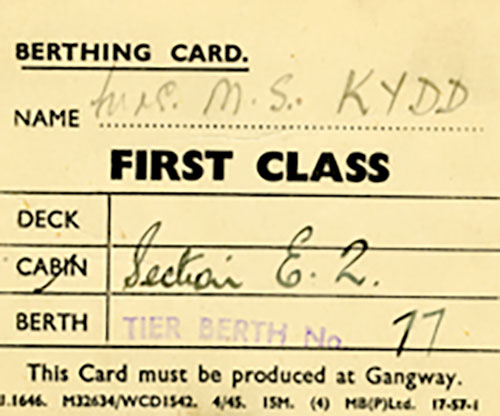 BERTHING CARD.
NAME Mrs. M. S. KYDD
FIRST CLASS
DECK
CABIN Section E. 2.
BERTH TIER BERTH No. 77
This Card must be produced at Gangway.
J.1646. M32634/WCD1542. 4/45. 15M. (4) MB(P)Ltd. 17-57-1